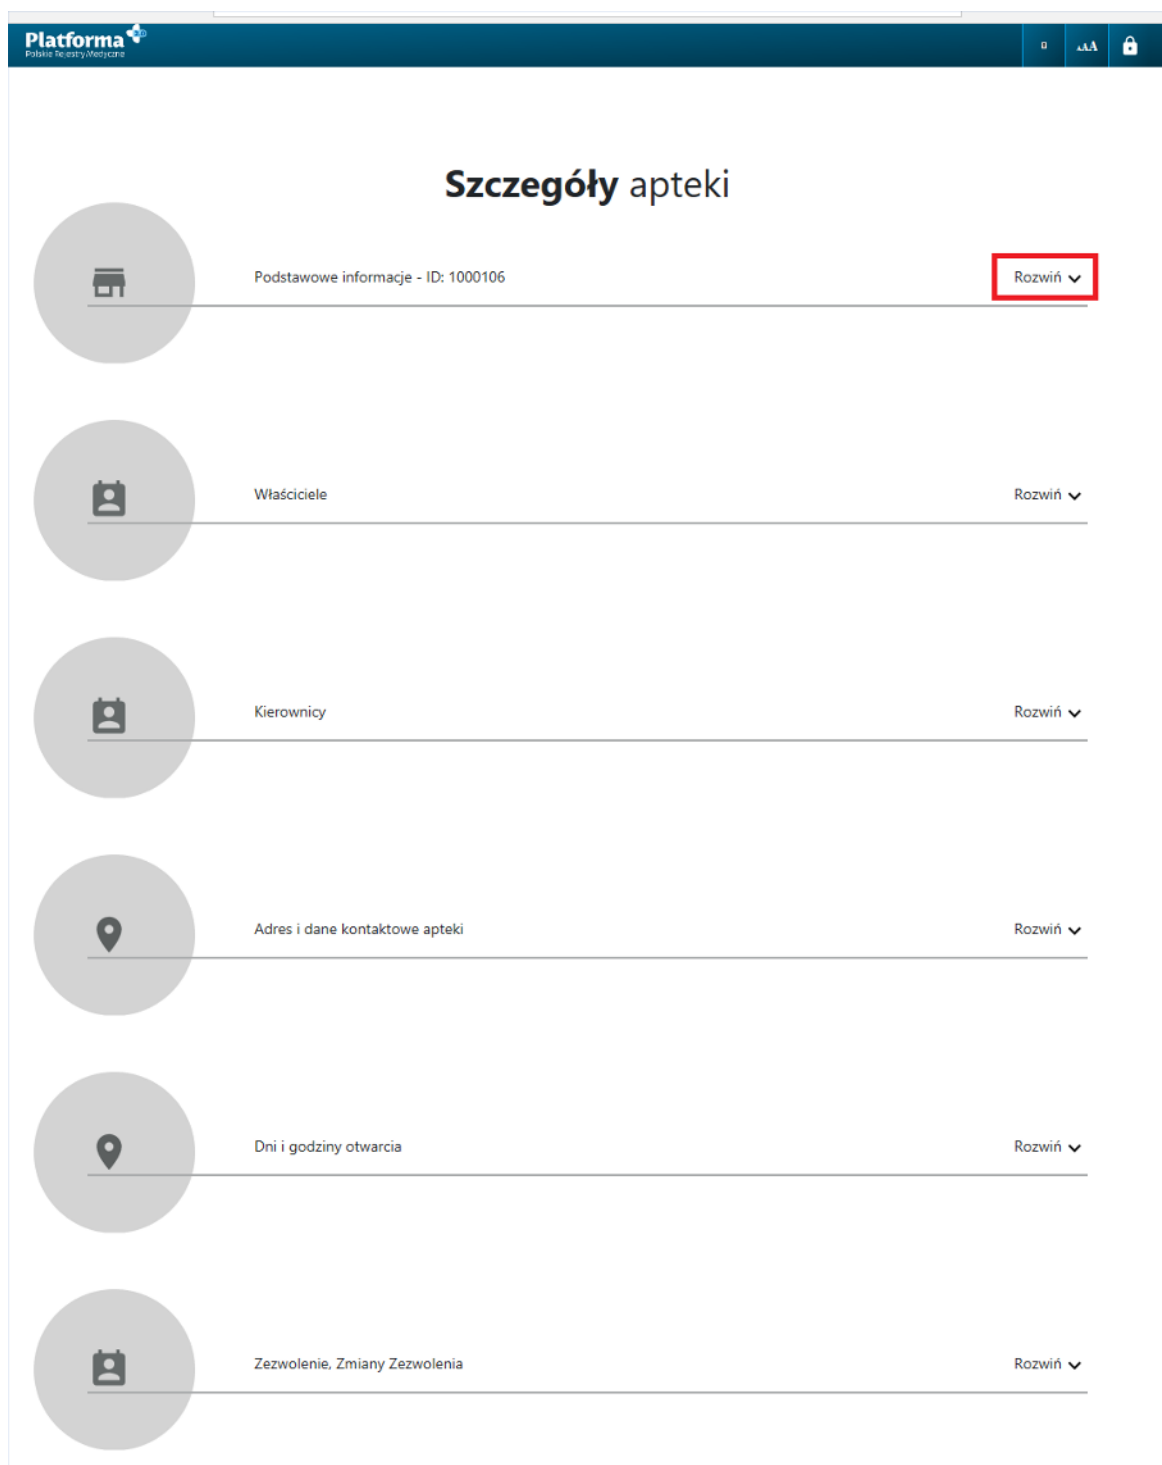 Platforma
Polskie Rejestry Medyczne
AAA
Szczegóły apteki
Podstawowe informacje - ID: 1000106
Rozwiń
Właściciele
Rozwiń
Kierownicy
Rozwiń
Adres i dane kontaktowe apteki
Rozwiń
Dni i godziny otwarcia
Rozwiń
Zezwolenie, Zmiany Zezwolenia
Rozwiń